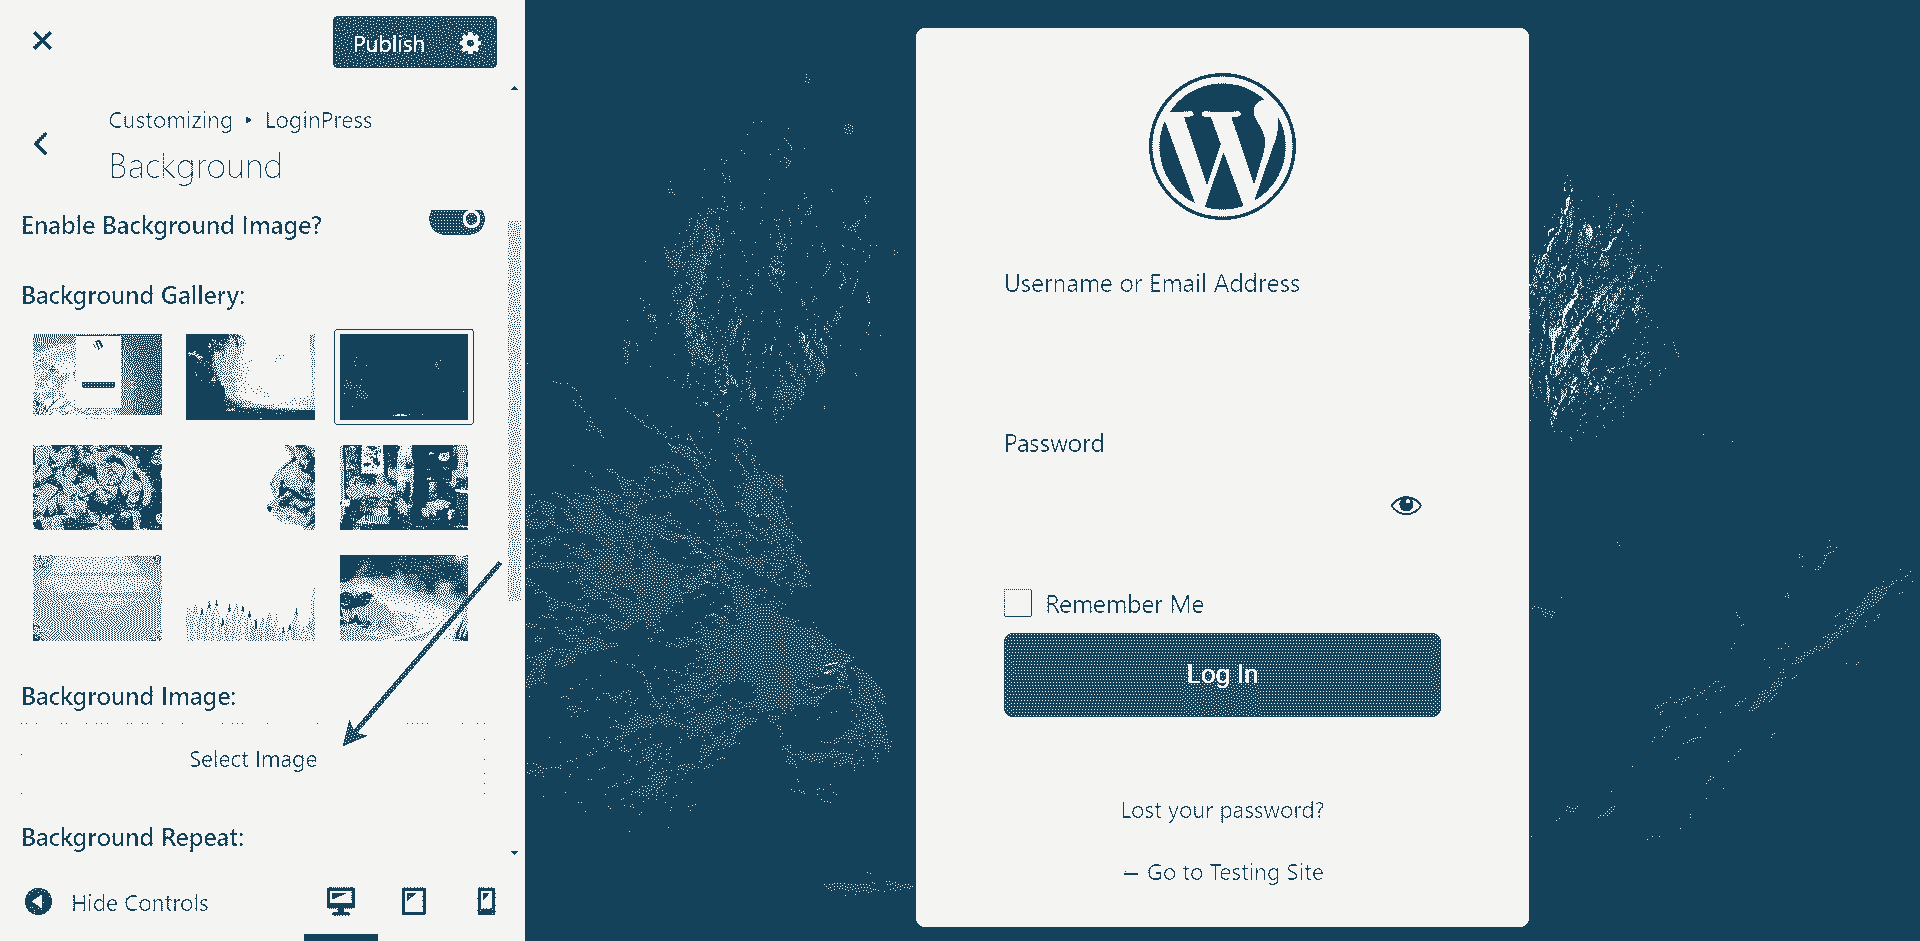 Publish
Customizing ▸ LoginPress
Background
Enable Background Image?
Background Gallery:
Background Image:
Select Image
Background Repeat:
Hide Controls
Username or Email Address
Password
Remember Me
Log In
Lost your password?
← Go to Testing Site